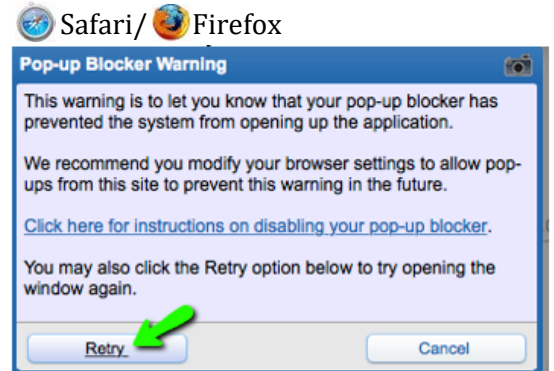 Safari/ Firefox
Pop-up Blocker Warning
This warning is to let you know that your pop-up blocker has
prevented the system from opening up the application.
We recommend you modify your browser settings to allow pop-
ups from this site to prevent this warning in the future.
Click here for instructions on disabling your pop-up blocker.
You may also click the Retry option below to try opening the
window again.
Retry
Cancel